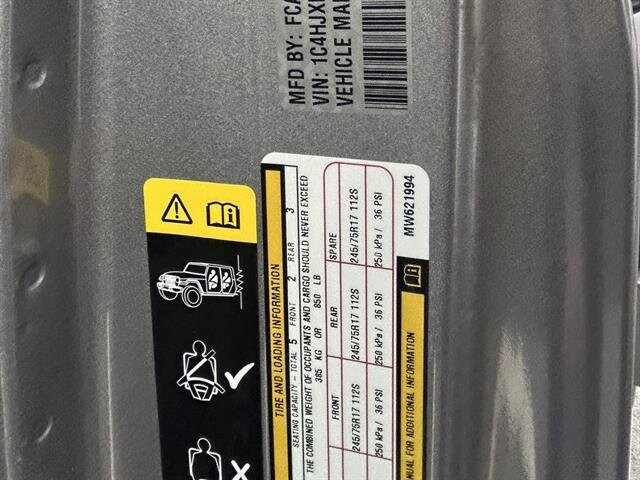 MFD BY: FCA
VIN: 1C4HJX
VEHICLE MA
TIRE AND LOADING INFORMATION
SEATING CAPACITY - TOTAL 5 FRONT 2 REAR 3
THE COMBINED WEIGHT OF OCCUPANTS AND CARGO SHOULD NEVER EXCEED
385 KG OR 850 LB
FRONT REAR SPARE
245/75R17 112S 245/75R17 112S 245/75R17 112S
250 kPa / 36 PSI 250 kPa / 36 PSI 250 kPa / 36 PSI
NUAL FOR ADDITIONAL INFORMATION
MW621994